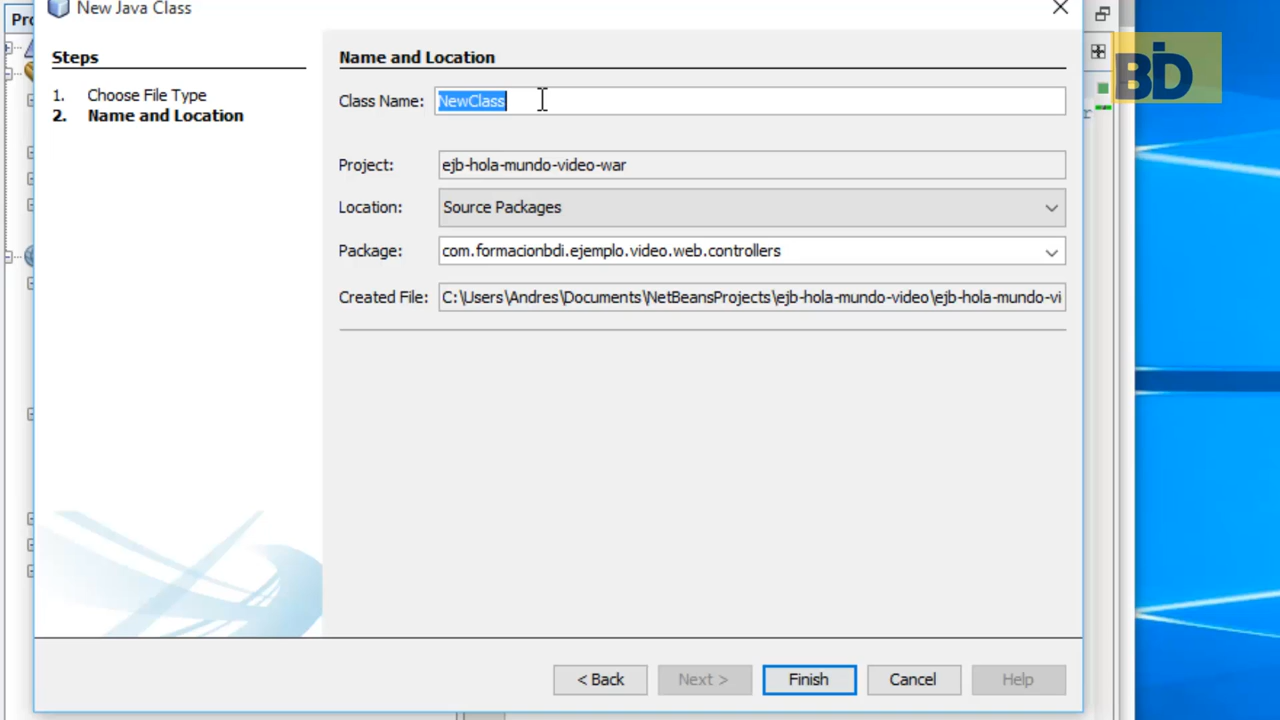 New Java Class
Steps
1. Choose File Type
2. Name and Location
Name and Location
Class Name: NewClass
Project: ejb-hola-mundo-video-war
Location: Source Packages
Package: com.formacionbdi.ejemplo.video.web.controllers
Created File: C:\Users\Andres\Documents\NetBeansProjects\ejb-hola-mundo-video\ejb-hola-mundo-vi
< Back
Next >
Finish
Cancel
Help
BDI